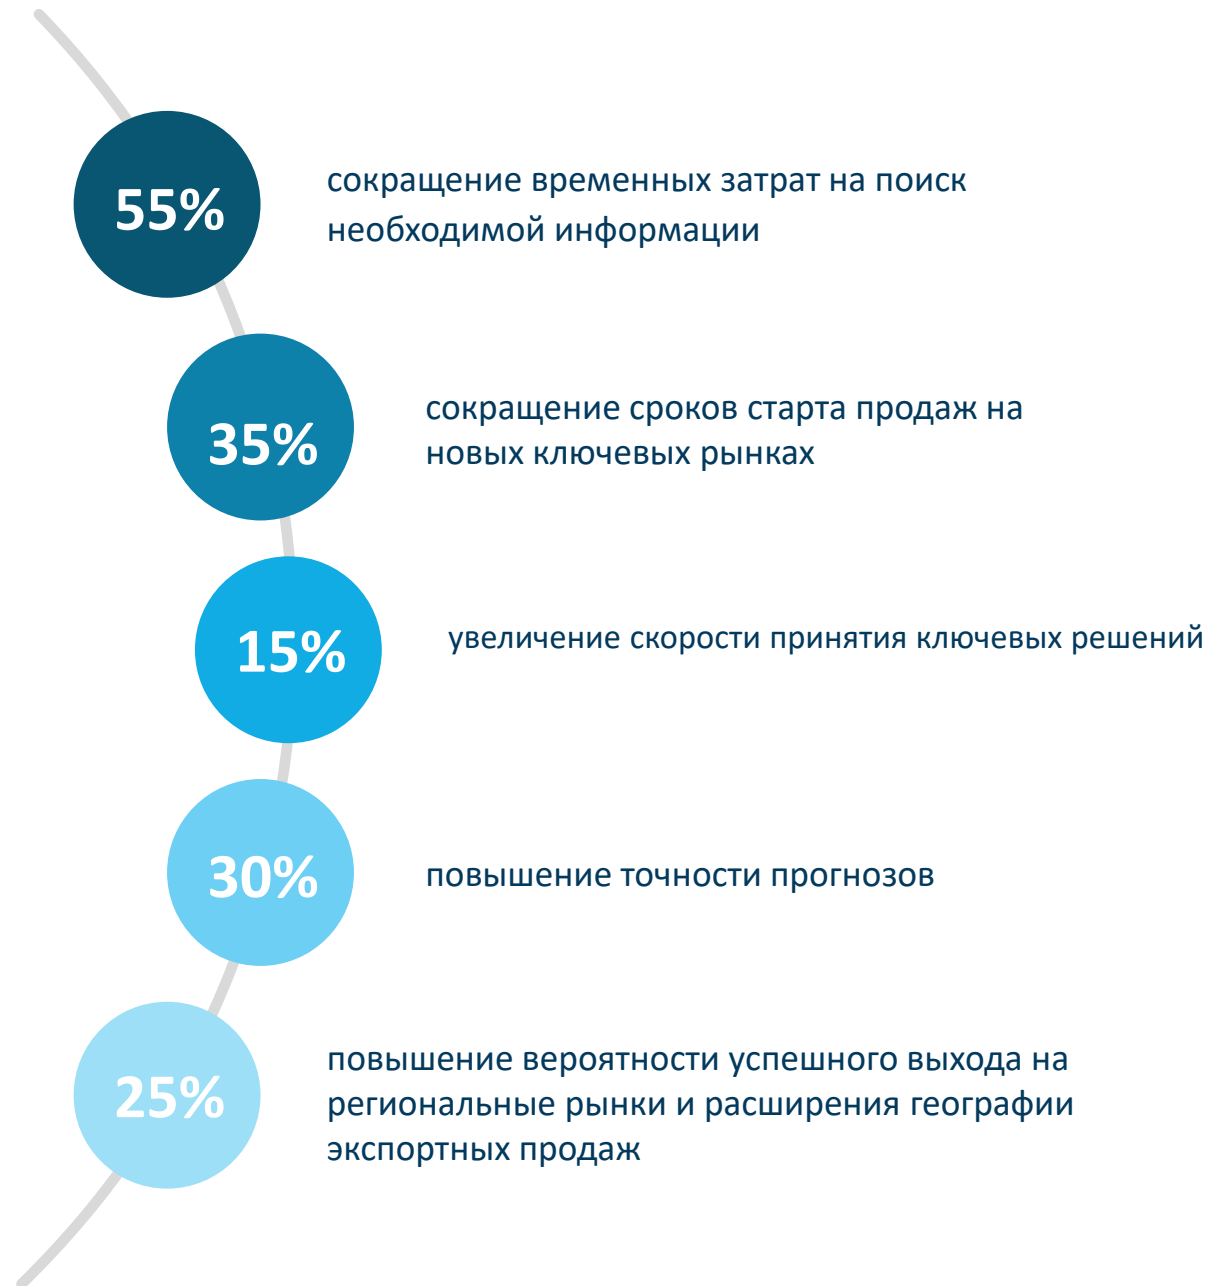 55%
сокращение временных затрат на поиск
необходимой информации
35%
сокращение сроков старта продаж на
новых ключевых рынках
15%
увеличение скорости принятия ключевых решений
30%
повышение точности прогнозов
25%
повышение вероятности успешного выхода на
региональные рынки и расширения географии
экспортных продаж